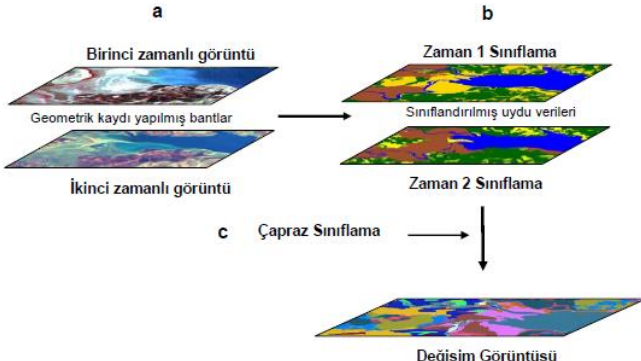 a
b
Birinci zamanlı görüntü
Zaman 1 Sınıflama
Geometrik kaydı yapılmış bantlar
Sınıflandırılmış uydu verileri
İkinci zamanlı görüntü
Zaman 2 Sınıflama
c Çapraz Sınıflama
Değişim Görüntüsü